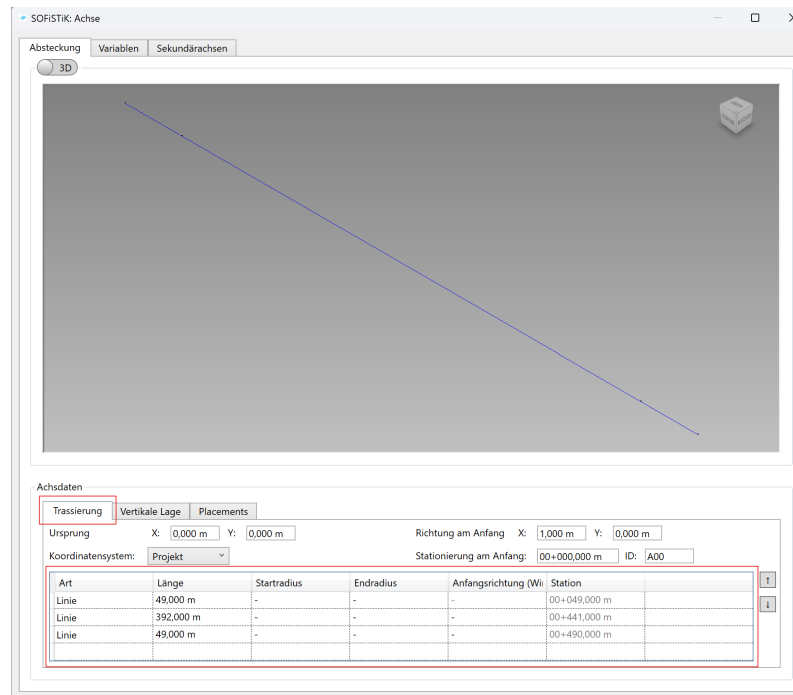 SOFiSTiK: Achse
Absteckung Variablen Sekundärachsen
3D
Achsdaten
Trassierung Vertikale Lage Placements
Ursprung X: 0,000 m Y: 0,000 m Richtung am Anfang X: 1,000 m Y: 0,000 m
Koordinatensystem: Projekt Stationierung am Anfang: 00+000,000 m ID: A00
Art Länge Startradius Endradius Anfangsrichtung (Wi Station
Linie 49,000 m - - - 00+049,000 m
Linie 392,000 m - - - 00+441,000 m
Linie 49,000 m - - - 00+490,000 m